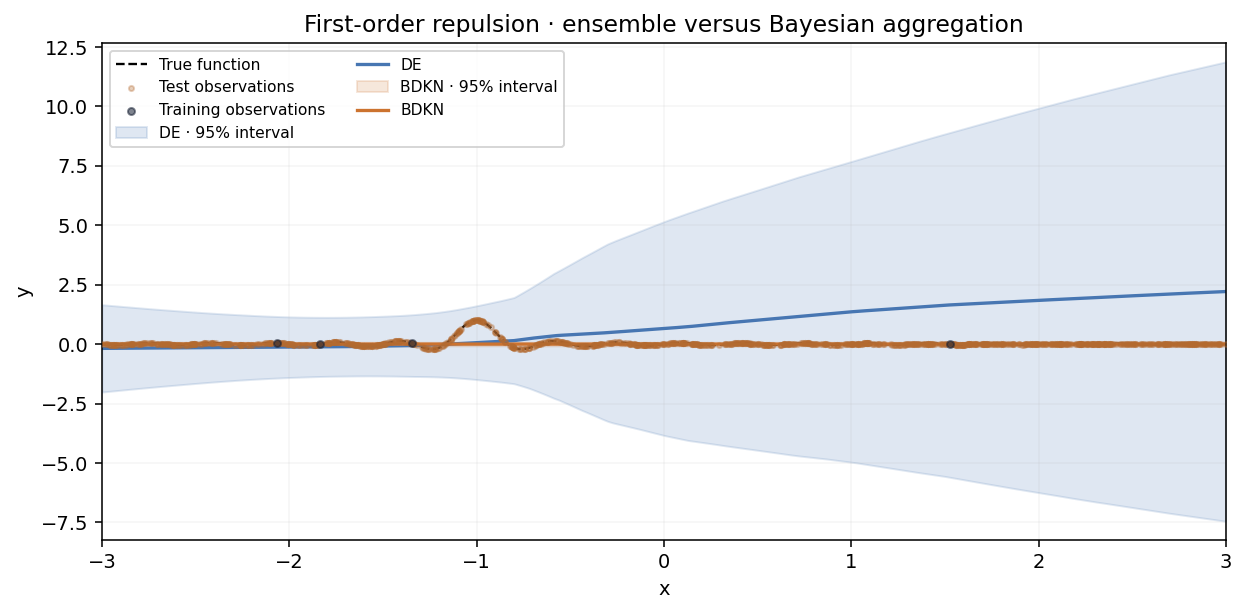 First-order repulsion · ensemble versus Bayesian aggregation
True function
Test observations
Training observations
DE · 95% interval
DE
BDKN · 95% interval
BDKN
12.5
10.0
7.5
5.0
2.5
0.0
−2.5
−5.0
−7.5
y
−3 −2 −1 0 1 2 3
x